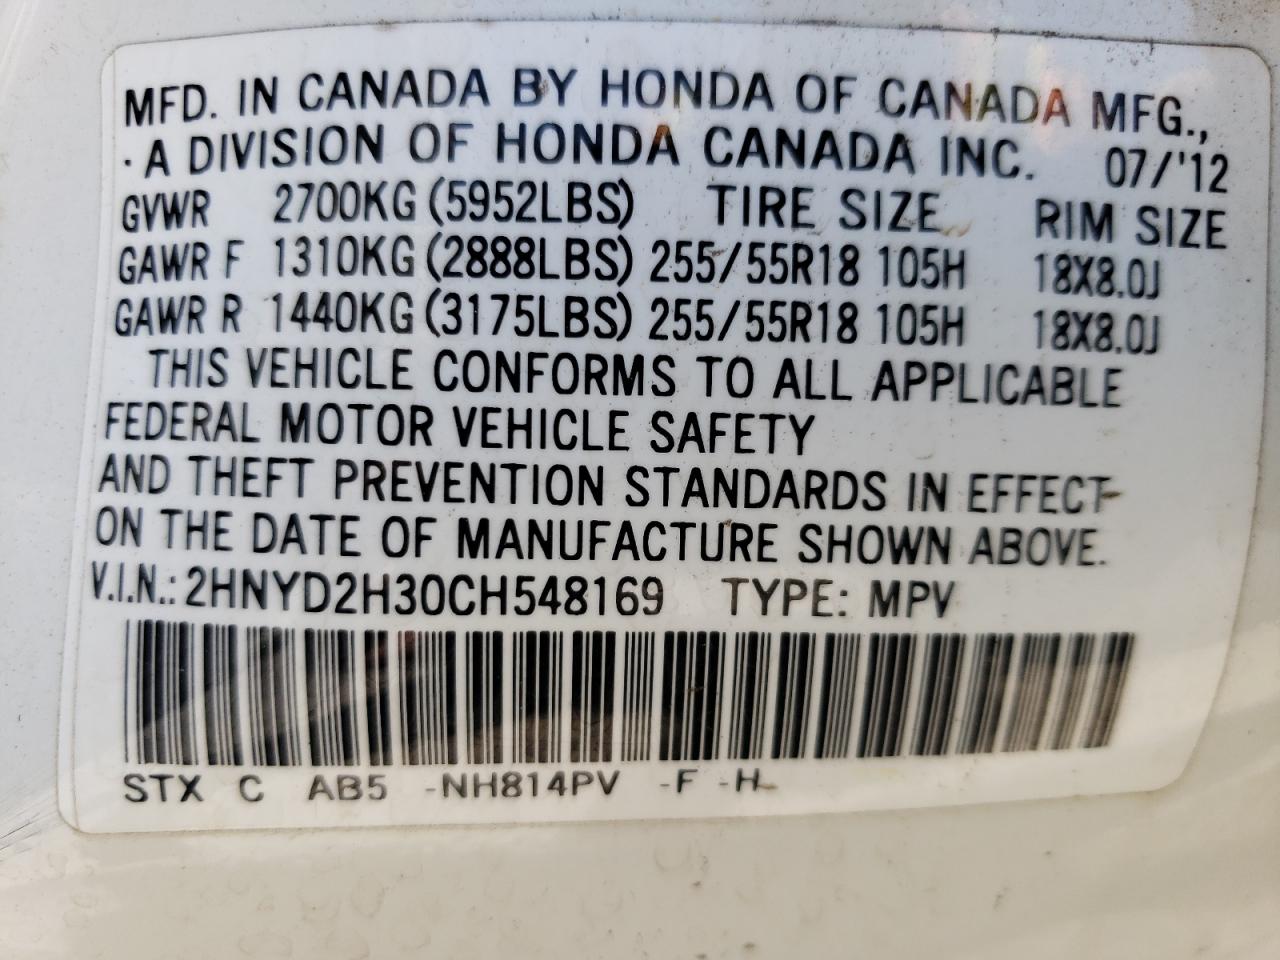 MFD. IN CANADA BY HONDA OF CANADA MFG.,
· A DIVISION OF HONDA CANADA INC. 07/'12
GVWR 2700KG (5952LBS) TIRE SIZE RIM SIZE
GAWR F 1310KG (2888LBS) 255/55R18 105H 18X8.0J
GAWR R 1440KG (3175LBS) 255/55R18 105H 18X8.0J
THIS VEHICLE CONFORMS TO ALL APPLICABLE
FEDERAL MOTOR VEHICLE SAFETY
AND THEFT PREVENTION STANDARDS IN EFFECT
ON THE DATE OF MANUFACTURE SHOWN ABOVE.
V.I.N.: 2HNYD2H30CH548169 TYPE: MPV
STX C AB5 -NH814PV -F -H